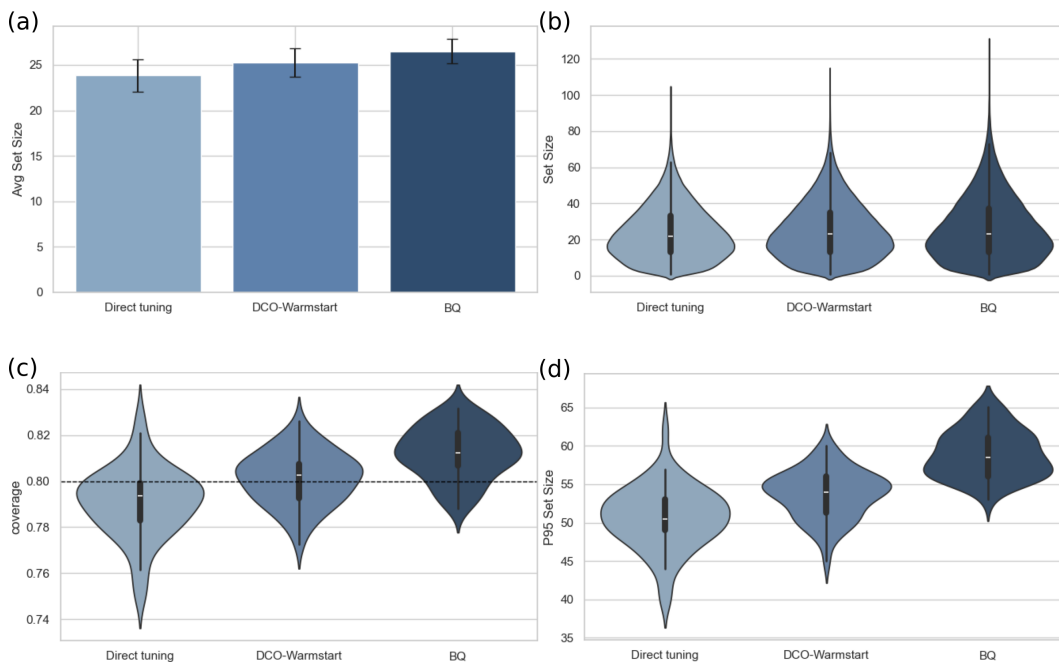 (a)
25
20
15
10
5
0
Avg Set Size
Direct tuning
DCO-Warmstart
BQ
(b)
120
100
80
60
40
20
0
Set Size
Direct tuning
DCO-Warmstart
BQ
(c)
0.84
0.82
0.80
0.78
0.76
0.74
coverage
Direct tuning
DCO-Warmstart
BQ
(d)
65
60
55
50
45
40
35
P95 Set Size
Direct tuning
DCO-Warmstart
BQ